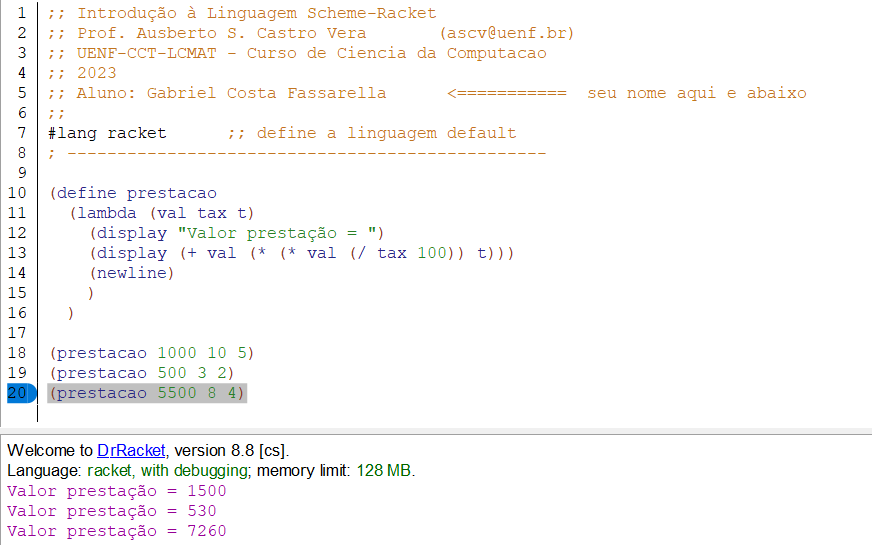 1 ;; Introdução à Linguagem Scheme-Racket
2 ;; Prof. Ausberto S. Castro Vera (ascv@uenf.br)
3 ;; UENF-CCT-LCMAT - Curso de Ciencia da Computacao
4 ;; 2023
5 ;; Aluno: Gabriel Costa Fassarella <=========== seu nome aqui e abaixo
6 ;;
7 #lang racket ;; define a linguagem default
8 ; ------------------------------------------------
9
10 (define prestacao
11 (lambda (val tax t)
12 (display "Valor prestação = ")
13 (display (+ val (* (* val (/ tax 100)) t)))
14 (newline)
15 )
16 )
17
18 (prestacao 1000 10 5)
19 (prestacao 500 3 2)
20 (prestacao 5500 8 4)
Welcome to DrRacket, version 8.8 [cs].
Language: racket, with debugging; memory limit: 128 MB.
Valor prestação = 1500
Valor prestação = 530
Valor prestação = 7260